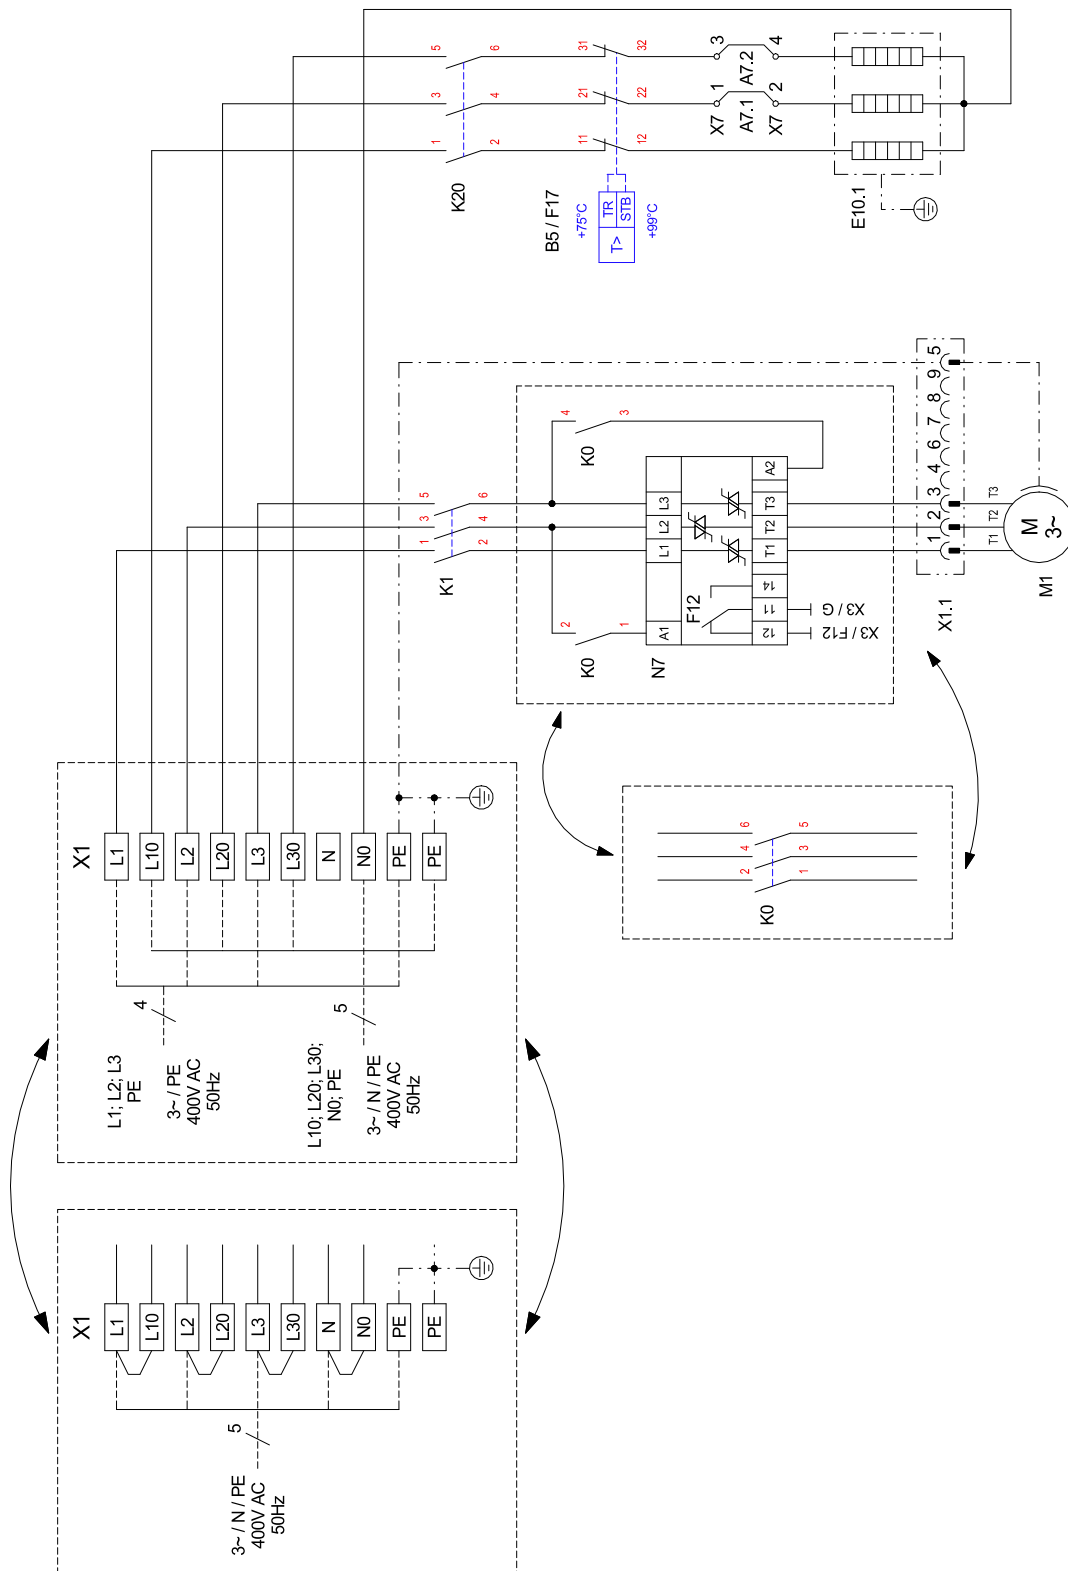 X1
L1
L10
L2
L20
L3
L30
N
N0
PE
PE
5
3~ / N / PE
400V AC
50Hz
X1
L1
L10
L2
L20
L3
L30
N
N0
PE
PE
4
L1; L2; L3
PE
3~ / PE
400V AC
50Hz
5
L10; L20; L30;
N0; PE
3~ / N / PE
400V AC
50Hz
5 6
3 4
1 2
K20
31 32
21 22
11 12
B5 / F17
+75°C
TR
STB
T>
+99°C
3 4
A7.2
1 2
X7 A7.1 X7
E10.1
5 6
3 4
1 2
K1
4 3
K0
2 1
K0
A2
L3 T3
L2 T2
L1 T1
14
F12
11
12
A1
N7
X3 / G
X3 / F12
5
9
8
7
6
4
3
2
1
X1.1
T3
T2
T1
M
3~
M1
6 5
4 3
2 1
K0